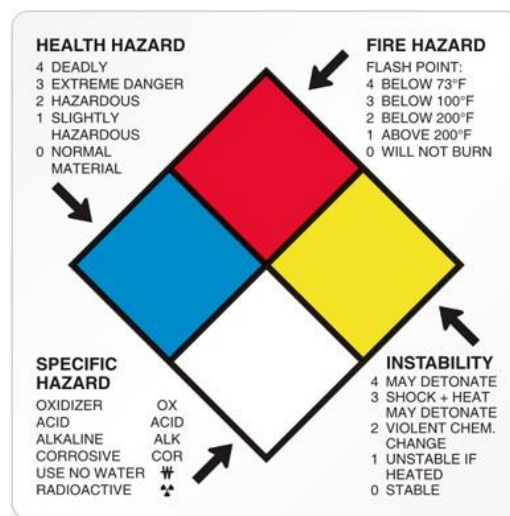 HEALTH HAZARD
4 DEADLY
3 EXTREME DANGER
2 HAZARDOUS
1 SLIGHTLY
HAZARDOUS
0 NORMAL
MATERIAL
FIRE HAZARD
FLASH POINT:
4 BELOW 73°F
3 BELOW 100°F
2 BELOW 200°F
1 ABOVE 200°F
0 WILL NOT BURN
SPECIFIC
HAZARD
OXIDIZER OX
ACID ACID
ALKALINE ALK
CORROSIVE COR
USE NO WATER W
RADIOACTIVE
INSTABILITY
4 MAY DETONATE
3 SHOCK + HEAT
MAY DETONATE
2 VIOLENT CHEM.
CHANGE
1 UNSTABLE IF
HEATED
0 STABLE